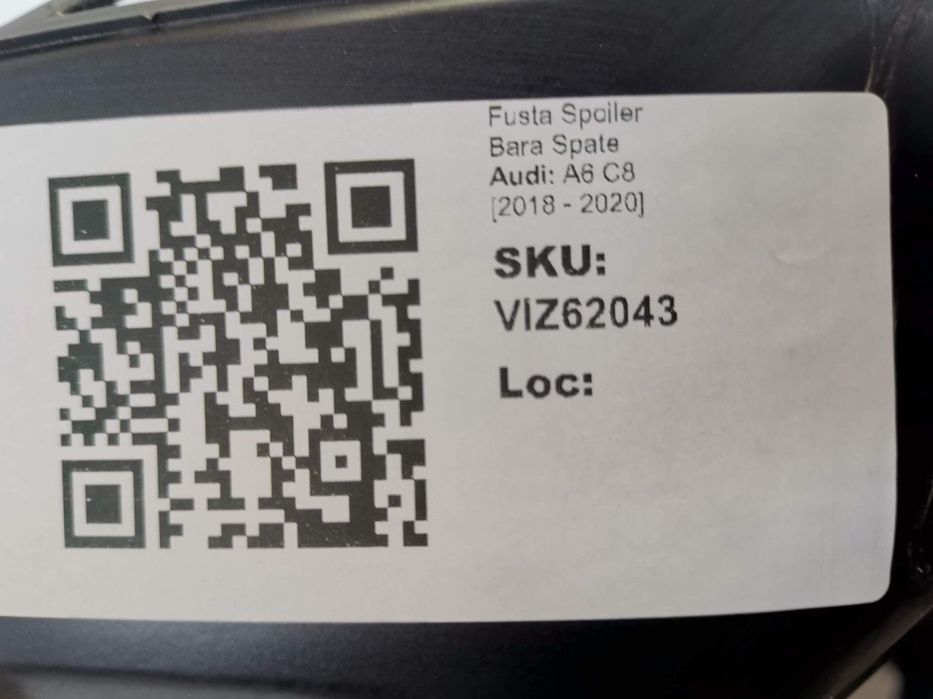 Fusta Spoiler
Bara Spate
Audi: A6 C8
[2018 - 2020]
SKU:
VIZ62043
Loc: